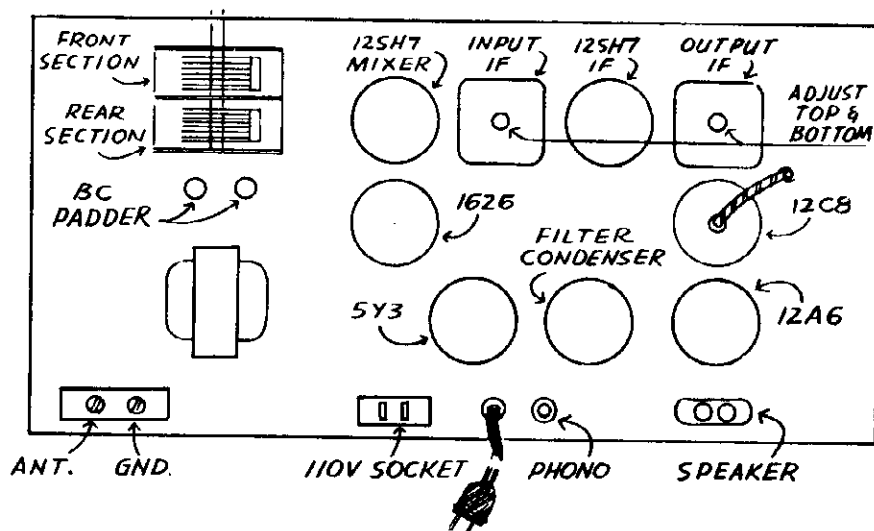 FRONT
SECTION
12SH7
MIXER
INPUT
IF
12SH7
IF
OUTPUT
IF
REAR
SECTION
ADJUST
TOP &
BOTTOM
BC
PADDER
1626
12C8
FILTER
CONDENSER
5Y3
12A6
ANT.
GND.
110V SOCKET
PHONO
SPEAKER